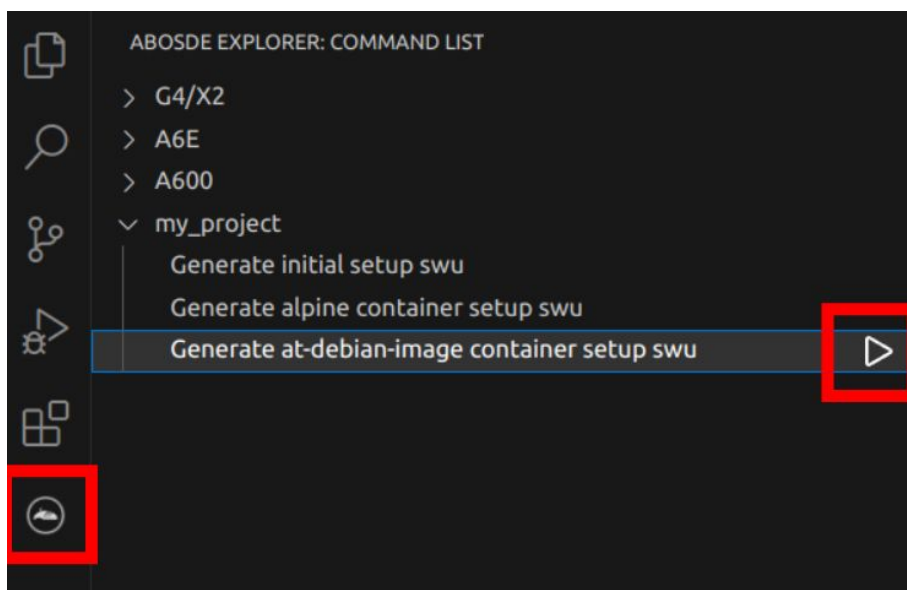 ABOSDE EXPLORER: COMMAND LIST
G4/X2
A6E
A600
my_project
Generate initial setup swu
Generate alpine container setup swu
Generate at-debian-image container setup swu